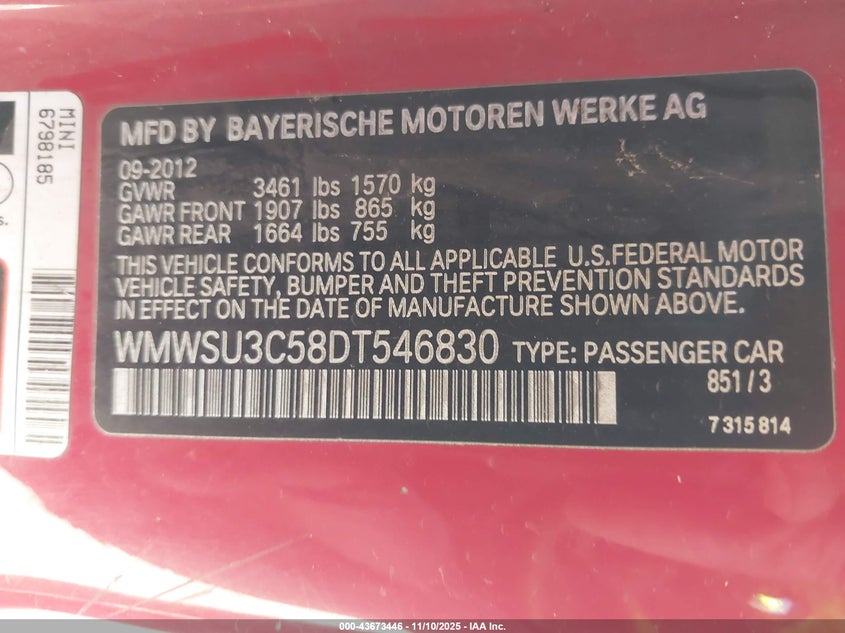 MINI
6798185
s.
MFD BY BAYERISCHE MOTOREN WERKE AG
09-2012
GVWR 3461 lbs 1570 kg
GAWR FRONT 1907 lbs 865 kg
GAWR REAR 1664 lbs 755 kg
THIS VEHICLE CONFORMS TO ALL APPLICABLE U.S.FEDERAL MOTOR
VEHICLE SAFETY, BUMPER AND THEFT PREVENTION STANDARDS
IN EFFECT ON THE DATE OF MANUFACTURE SHOWN ABOVE.
WMWSU3C58DT546830 TYPE: PASSENGER CAR
851/3
7 315 814
000-43673446 - 11/10/2025 - IAA Inc.